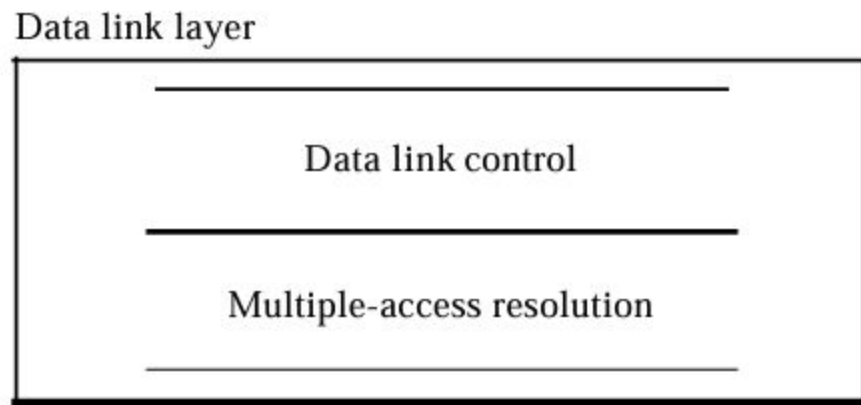 Data link layer
Data link control
Multiple-access resolution